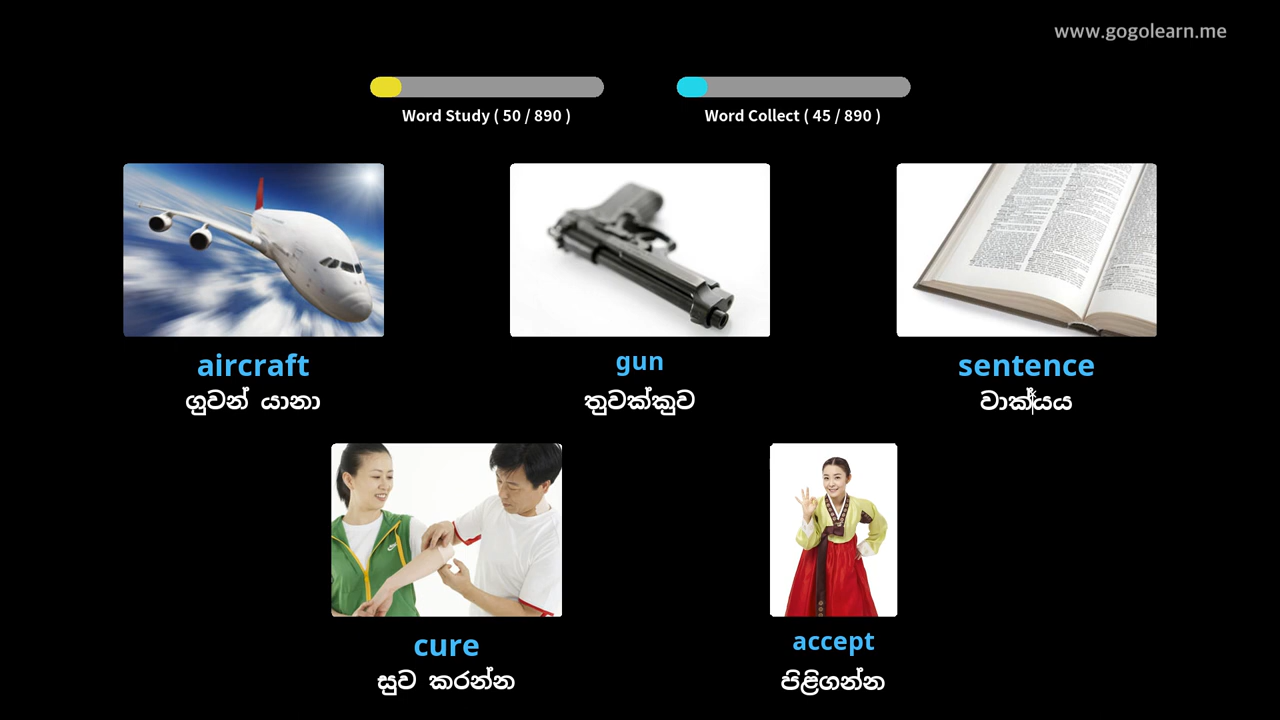 www.gogolearn.me
Word Study ( 50 / 890 )
Word Collect ( 45 / 890 )
aircraft
ගුවන් යානා
gun
තුවක්කුව
sentence
වාක්‍යය
cure
සුව කරන්න
accept
පිළිගන්න